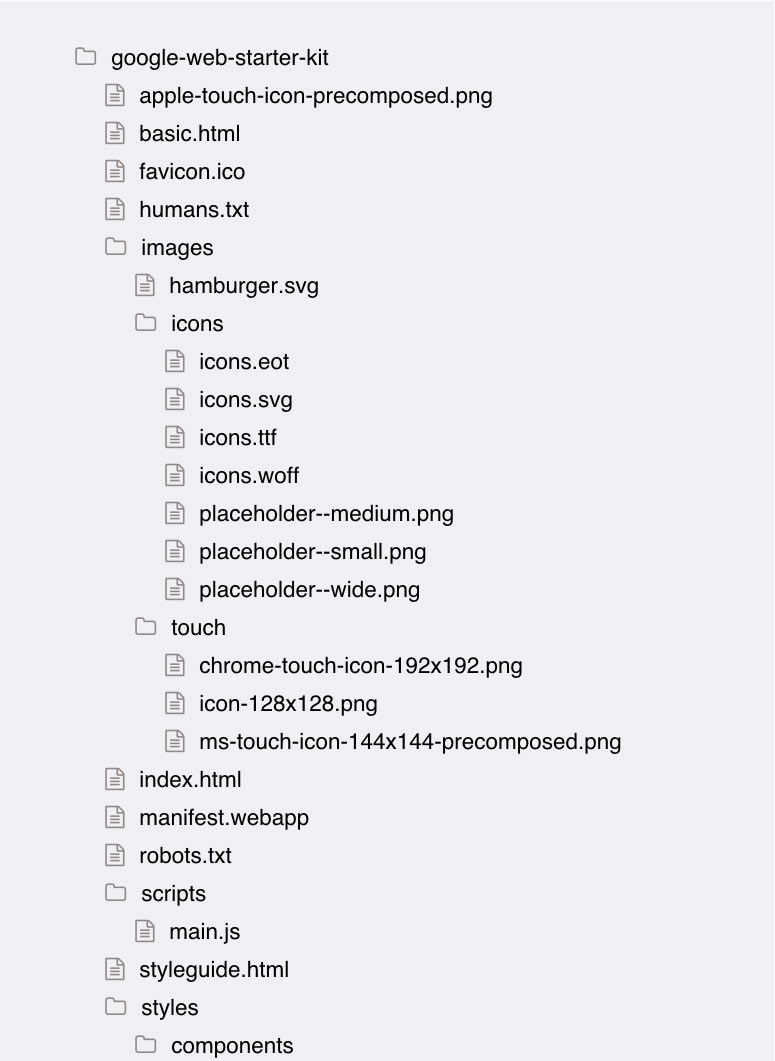 google-web-starter-kit
apple-touch-icon-precomposed.png
basic.html
favicon.ico
humans.txt
images
hamburger.svg
icons
icons.eot
icons.svg
icons.ttf
icons.woff
placeholder--medium.png
placeholder--small.png
placeholder--wide.png
touch
chrome-touch-icon-192x192.png
icon-128x128.png
ms-touch-icon-144x144-precomposed.png
index.html
manifest.webapp
robots.txt
scripts
main.js
styleguide.html
styles
components